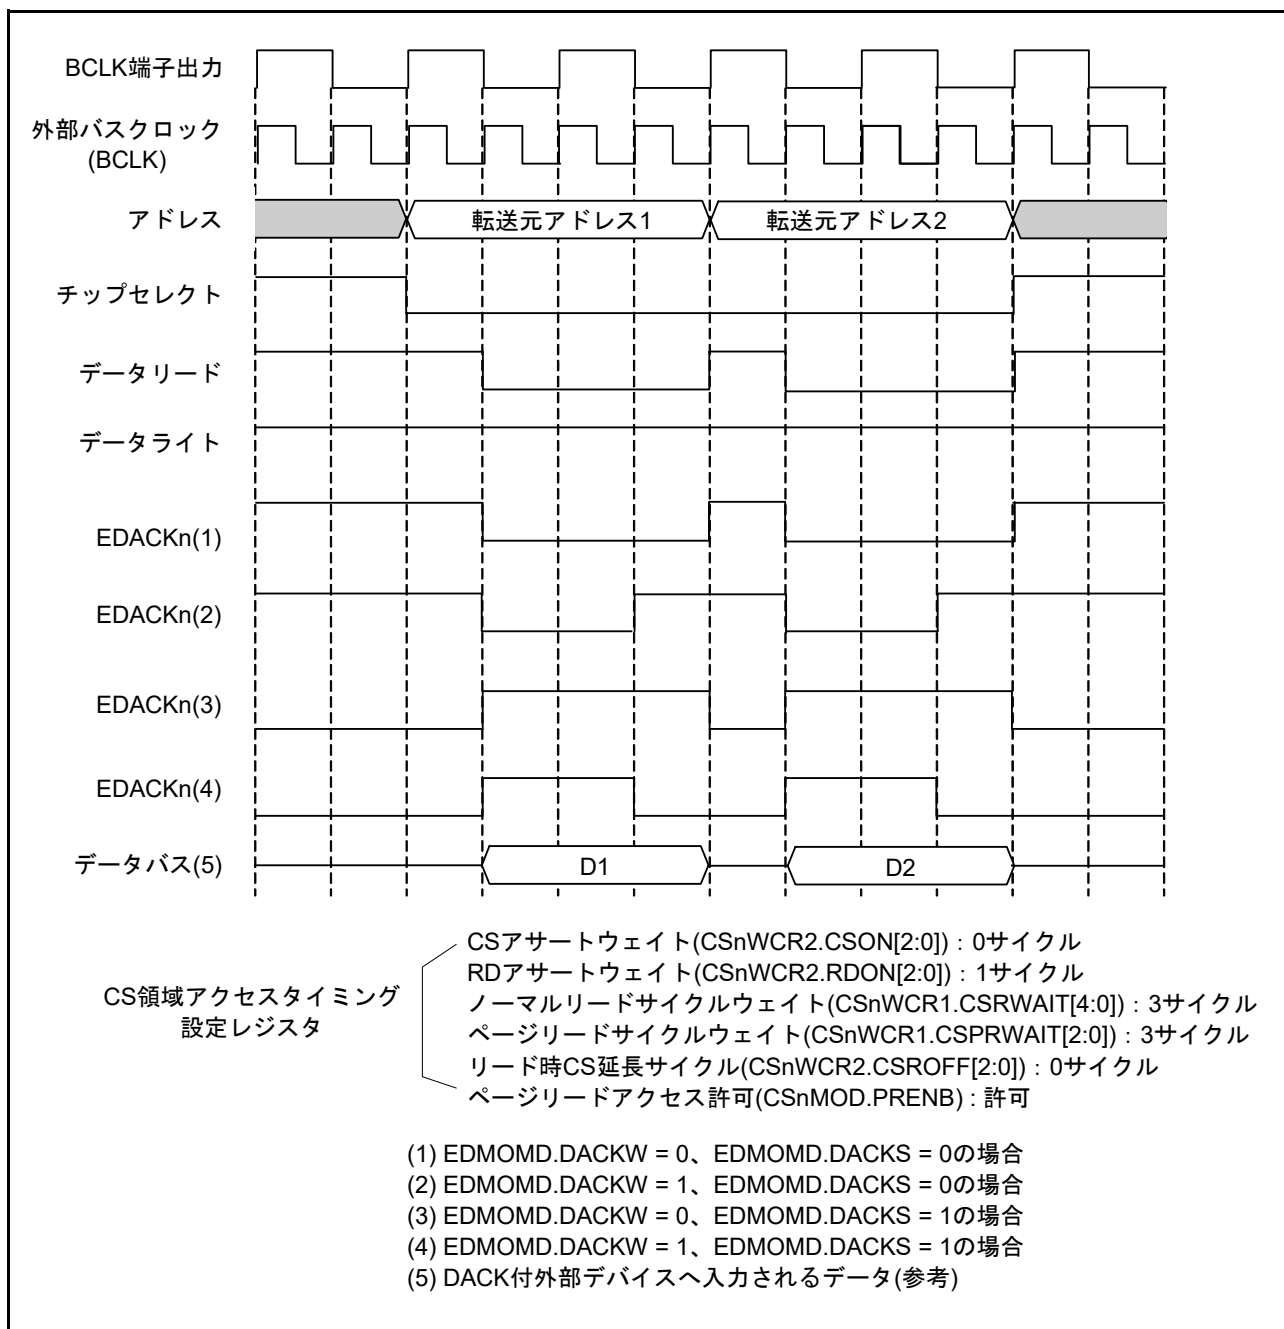 BCLK端子出力
外部バスクロック
(BCLK)
アドレス
転送元アドレス1
転送元アドレス2
チップセレクト
データリード
データライト
EDACKn(1)
EDACKn(2)
EDACKn(3)
EDACKn(4)
データバス(5)
D1
D2
CS領域アクセスタイミング
設定レジスタ
CSアサートウェイト(CSnWCR2.CSON[2:0])：0サイクル
RDアサートウェイト(CSnWCR2.RDON[2:0])：1サイクル
ノーマルリードサイクルウェイト(CSnWCR1.CSRWAIT[4:0])：3サイクル
ページリードサイクルウェイト(CSnWCR1.CSPRWAIT[2:0])：3サイクル
リード時CS延長サイクル(CSnWCR2.CSROFF[2:0])：0サイクル
ページリードアクセス許可(CSnMOD.PRENB) : 許可
(1) EDMOMD.DACKW = 0、EDMOMD.DACKS = 0の場合
(2) EDMOMD.DACKW = 1、EDMOMD.DACKS = 0の場合
(3) EDMOMD.DACKW = 0、EDMOMD.DACKS = 1の場合
(4) EDMOMD.DACKW = 1、EDMOMD.DACKS = 1の場合
(5) DACK付外部デバイスへ入力されるデータ(参考)